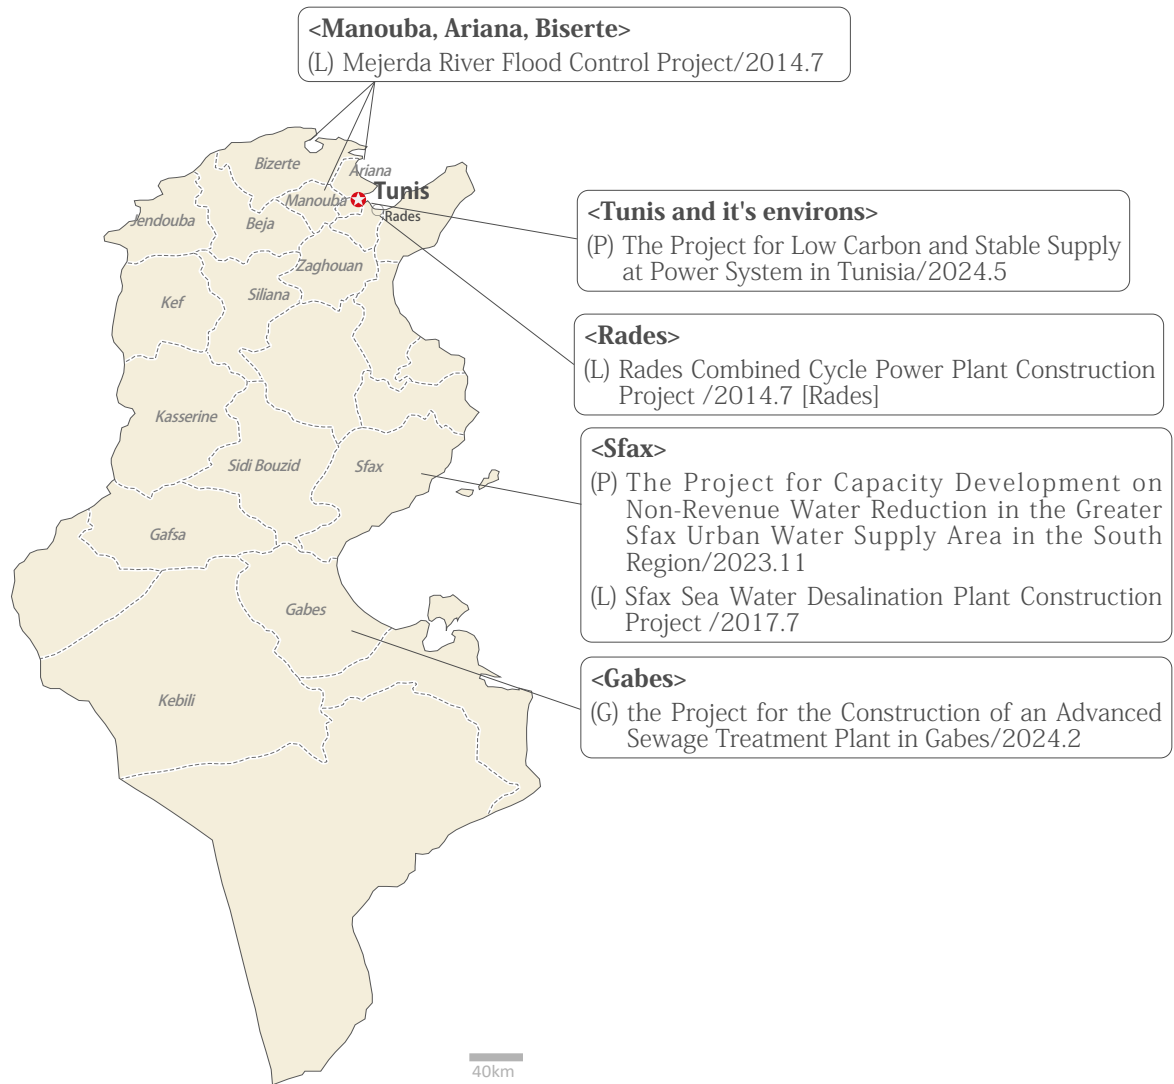 <Manouba, Ariana, Biserte>
(L) Mejerda River Flood Control Project/2014.7
Bizerte
Ariana
Tunis
Manouba
Rades
Jendouba
Beja
Zaghouan
Siliana
Kef
Kasserine
Sidi Bouzid
Sfax
Gafsa
Gabes
Kebili
<Tunis and it's environs>
(P) The Project for Low Carbon and Stable Supply
at Power System in Tunisia/2024.5
<Rades>
(L) Rades Combined Cycle Power Plant Construction
Project /2014.7 [Rades]
<Sfax>
(P) The Project for Capacity Development on
Non-Revenue Water Reduction in the Greater
Sfax Urban Water Supply Area in the South
Region/2023.11
(L) Sfax Sea Water Desalination Plant Construction
Project /2017.7
<Gabes>
(G) the Project for the Construction of an Advanced
Sewage Treatment Plant in Gabes/2024.2
40km